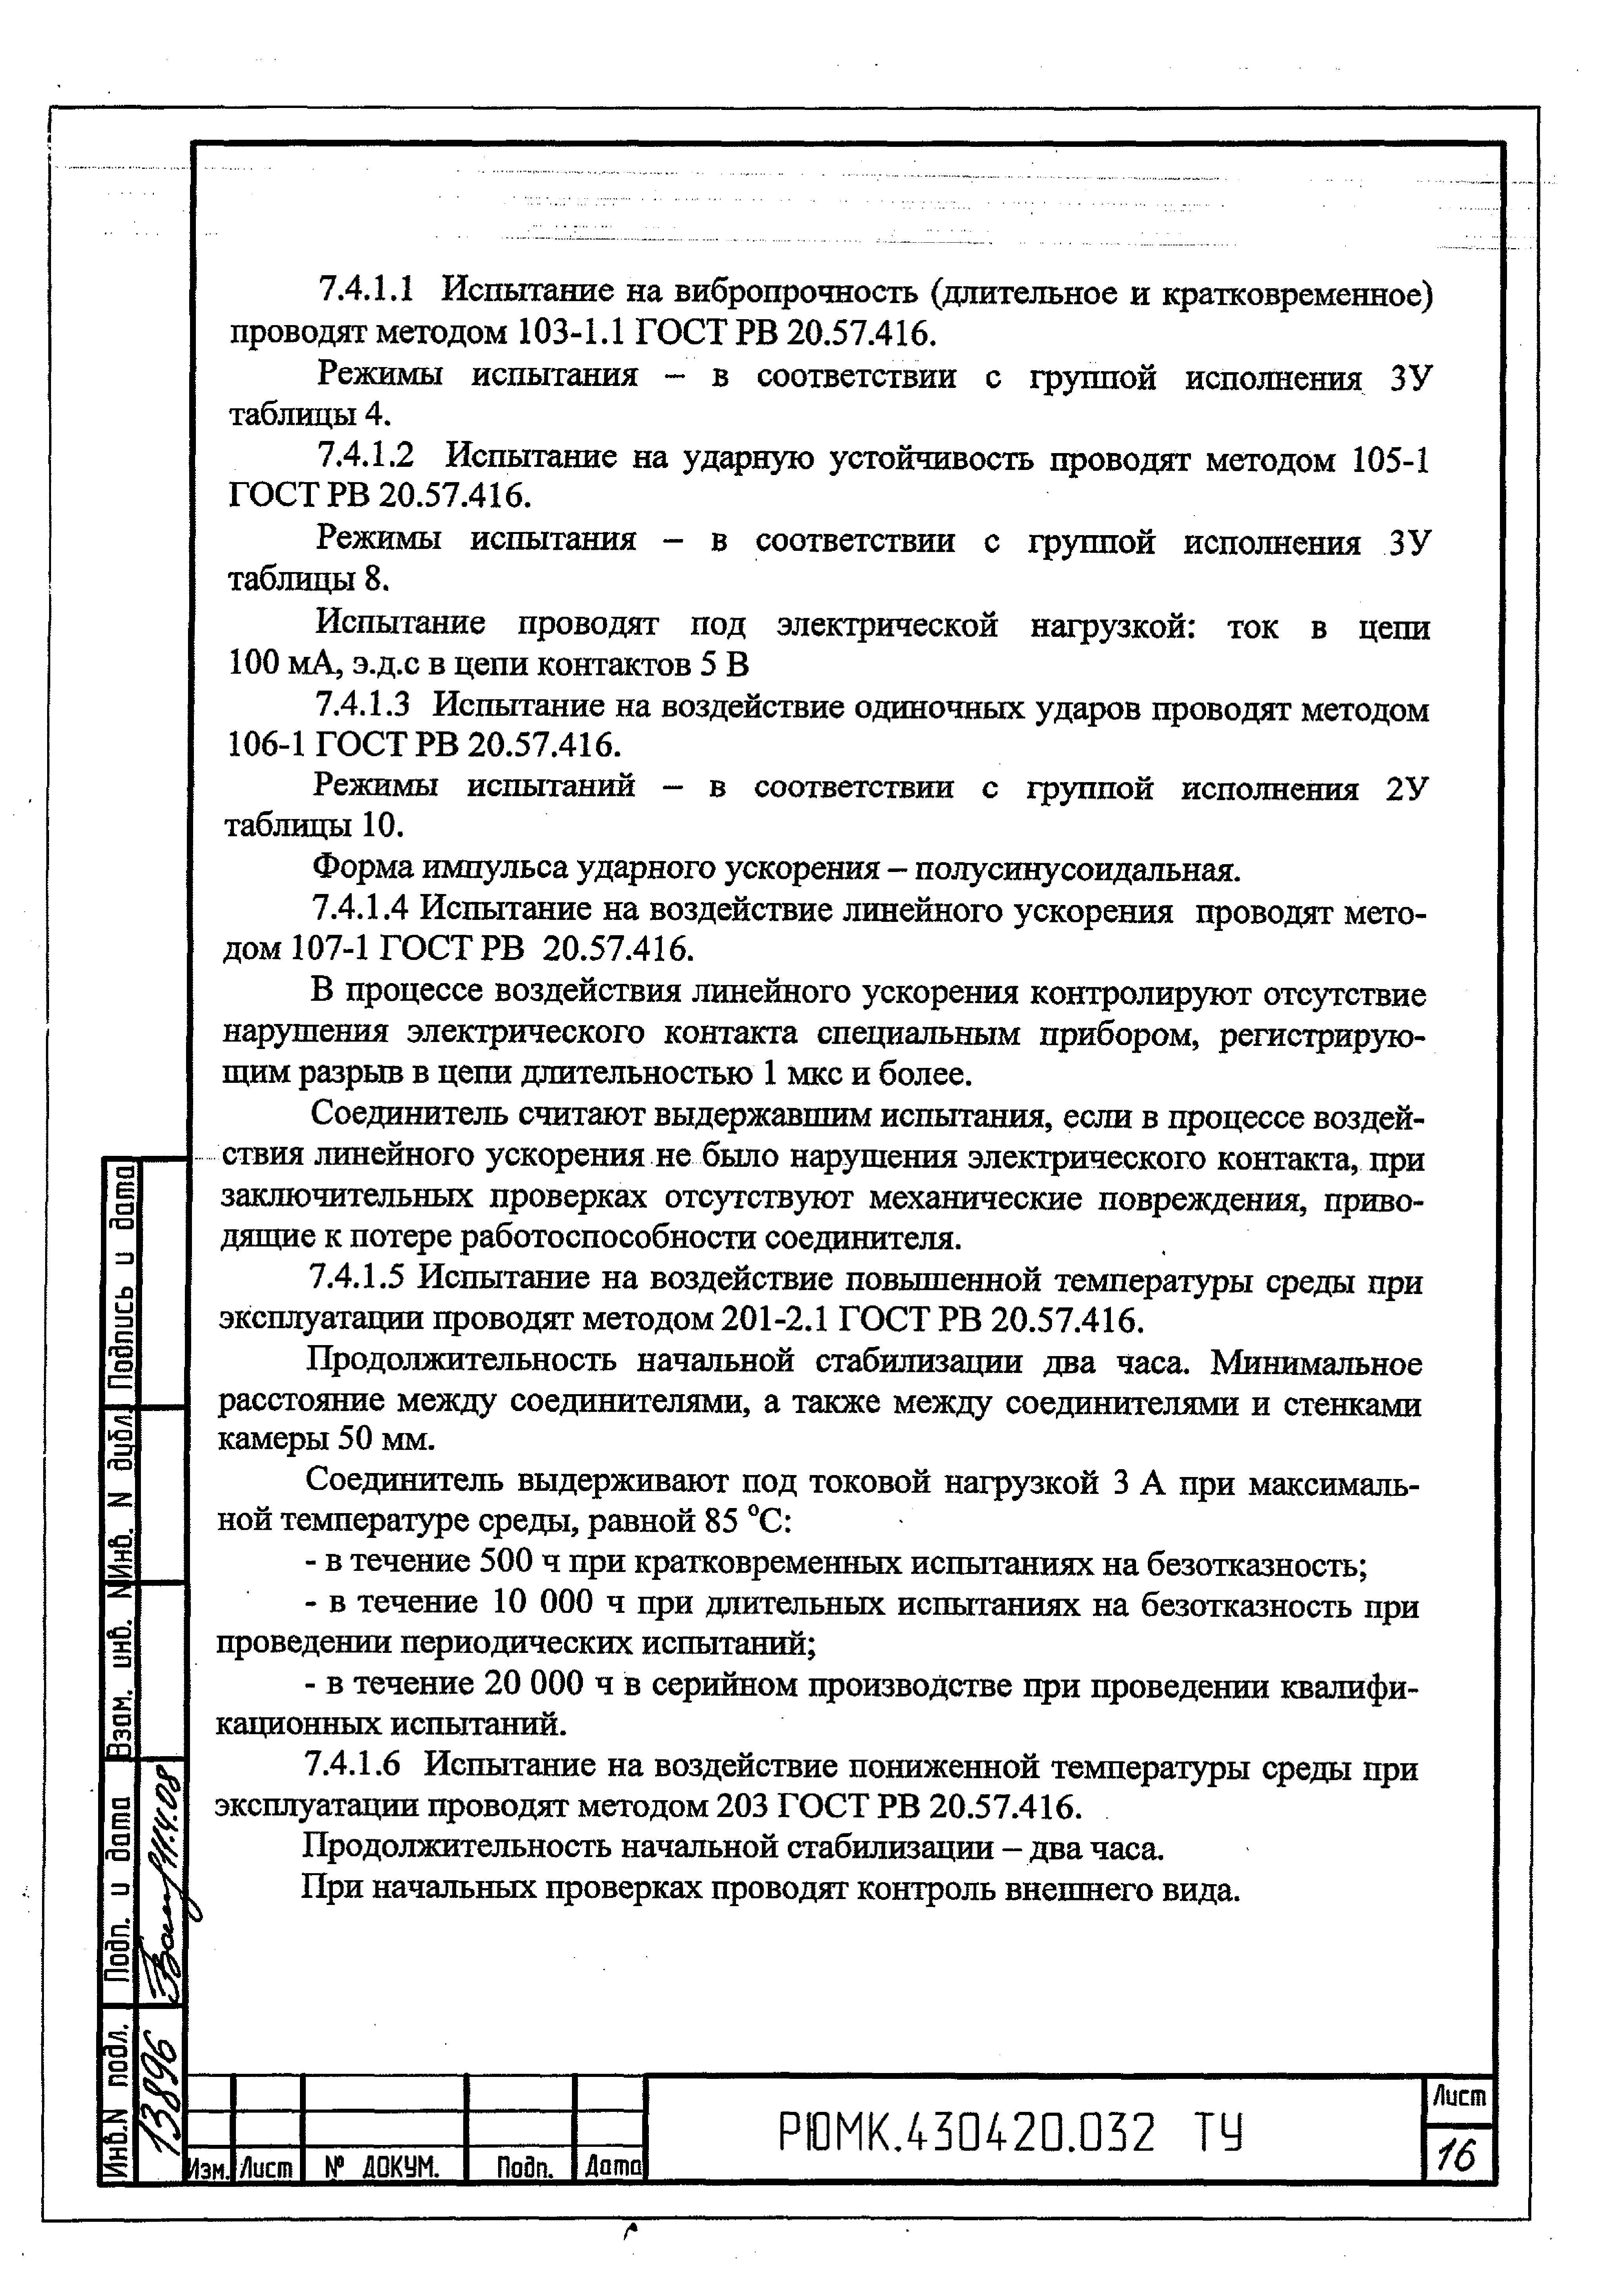 7.4.1.1 Испытание на вибропрочность (длительное и кратковременное)
проводят методом 103-1.1 ГОСТ РВ 20.57.416.
Режимы испытания – в соответствии с группой исполнения 3У
таблицы 4.
7.4.1.2 Испытание на ударную устойчивость проводят методом 105-1
ГОСТ РВ 20.57.416.
Режимы испытания – в соответствии с группой исполнения 3У
таблицы 8.
Испытание проводят под электрической нагрузкой: ток в цепи
100 мА, э.д.с в цепи контактов 5 В
7.4.1.3 Испытание на воздействие одиночных ударов проводят методом
106-1 ГОСТ РВ 20.57.416.
Режимы испытаний – в соответствии с группой исполнения 2У
таблицы 10.
Форма импульса ударного ускорения – полусинусоидальная.
7.4.1.4 Испытание на воздействие линейного ускорения проводят мето-
дом 107-1 ГОСТ РВ 20.57.416.
В процессе воздействия линейного ускорения контролируют отсутствие
нарушения электрического контакта специальным прибором, регистрирую-
щим разрыв в цепи длительностью 1 мкс и более.
Соединитель считают выдержавшим испытания, если в процессе воздей-
ствия линейного ускорения не было нарушения электрического контакта, при
заключительных проверках отсутствуют механические повреждения, приво-
дящие к потере работоспособности соединителя.
7.4.1.5 Испытание на воздействие повышенной температуры среды при
эксплуатации проводят методом 201-2.1 ГОСТ РВ 20.57.416.
Продолжительность начальной стабилизации два часа. Минимальное
расстояние между соединителями, а также между соединителями и стенками
камеры 50 мм.
Соединитель выдерживают под токовой нагрузкой 3 А при максималь-
ной температуре среды, равной 85 °С:
- в течение 500 ч при кратковременных испытаниях на безотказность;
- в течение 10 000 ч при длительных испытаниях на безотказность при
проведении периодических испытаний;
- в течение 20 000 ч в серийном производстве при проведении квалифи-
кационных испытаний.
7.4.1.6 Испытание на воздействие пониженной температуры среды при
эксплуатации проводят методом 203 ГОСТ РВ 20.57.416.
Продолжительность начальной стабилизации – два часа.
При начальных проверках проводят контроль внешнего вида.
Подпись и дата
Инв. N дубл.
Взам. инв. N
Подп. и дата
11.4.08
Инв.N подл.
13896
Изм. Лист № ДОКУМ. Подп. Дата
РЮМК.430420.032 ТУ
Лист
16